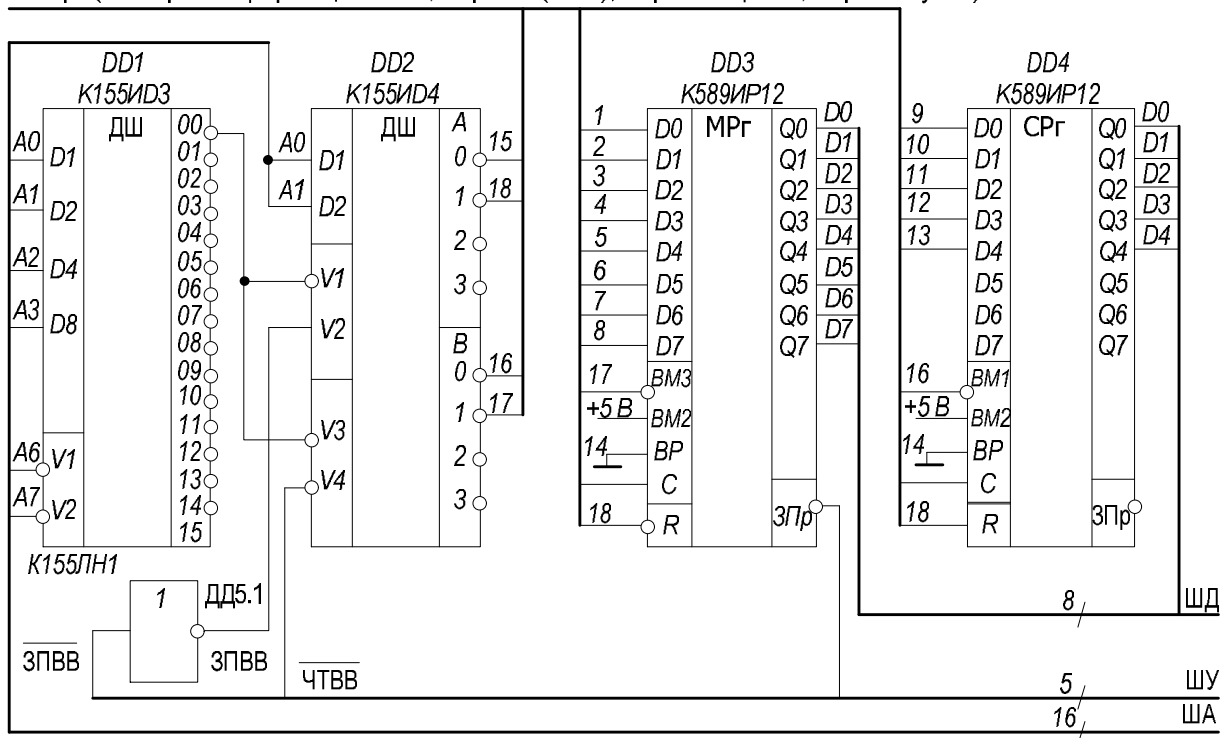 DD1
К155ИD3
DD2
К155ИD4
DD3
К589ИР12
DD4
К589ИР12
ДШ
A0 D1
A1 D2
A2 D4
A3 D8
A6 V1
A7 V2
00
01
02
03
04
05
06
07
08
09
10
11
12
13
14
15
ДШ
A0 D1
A1 D2
V1
V2
V3
V4
A
0 15
1 18
2
3
B
0 16
1 17
2
3
МРг
1 D0 Q0 D0
2 D1 Q1 D1
3 D2 Q2 D2
4 D3 Q3 D3
5 D4 Q4 D4
6 D5 Q5 D5
7 D6 Q6 D6
8 D7 Q7 D7
17 ВМ3
+5 В ВМ2
14 ВР
C
18 R
ЗПр
СРг
9 D0 Q0 D0
10 D1 Q1 D1
11 D2 Q2 D2
12 D3 Q3 D3
13 D4 Q4 D4
D5 Q5
D6 Q6
D7 Q7
16 ВМ1
+5 В ВМ2
14 ВР
C
18 R
ЗПр
К155ЛН1
1 ДД5.1
ЗПВВ
ЗПВВ
ЧТВВ
8 ШД
5 ШУ
16 ША